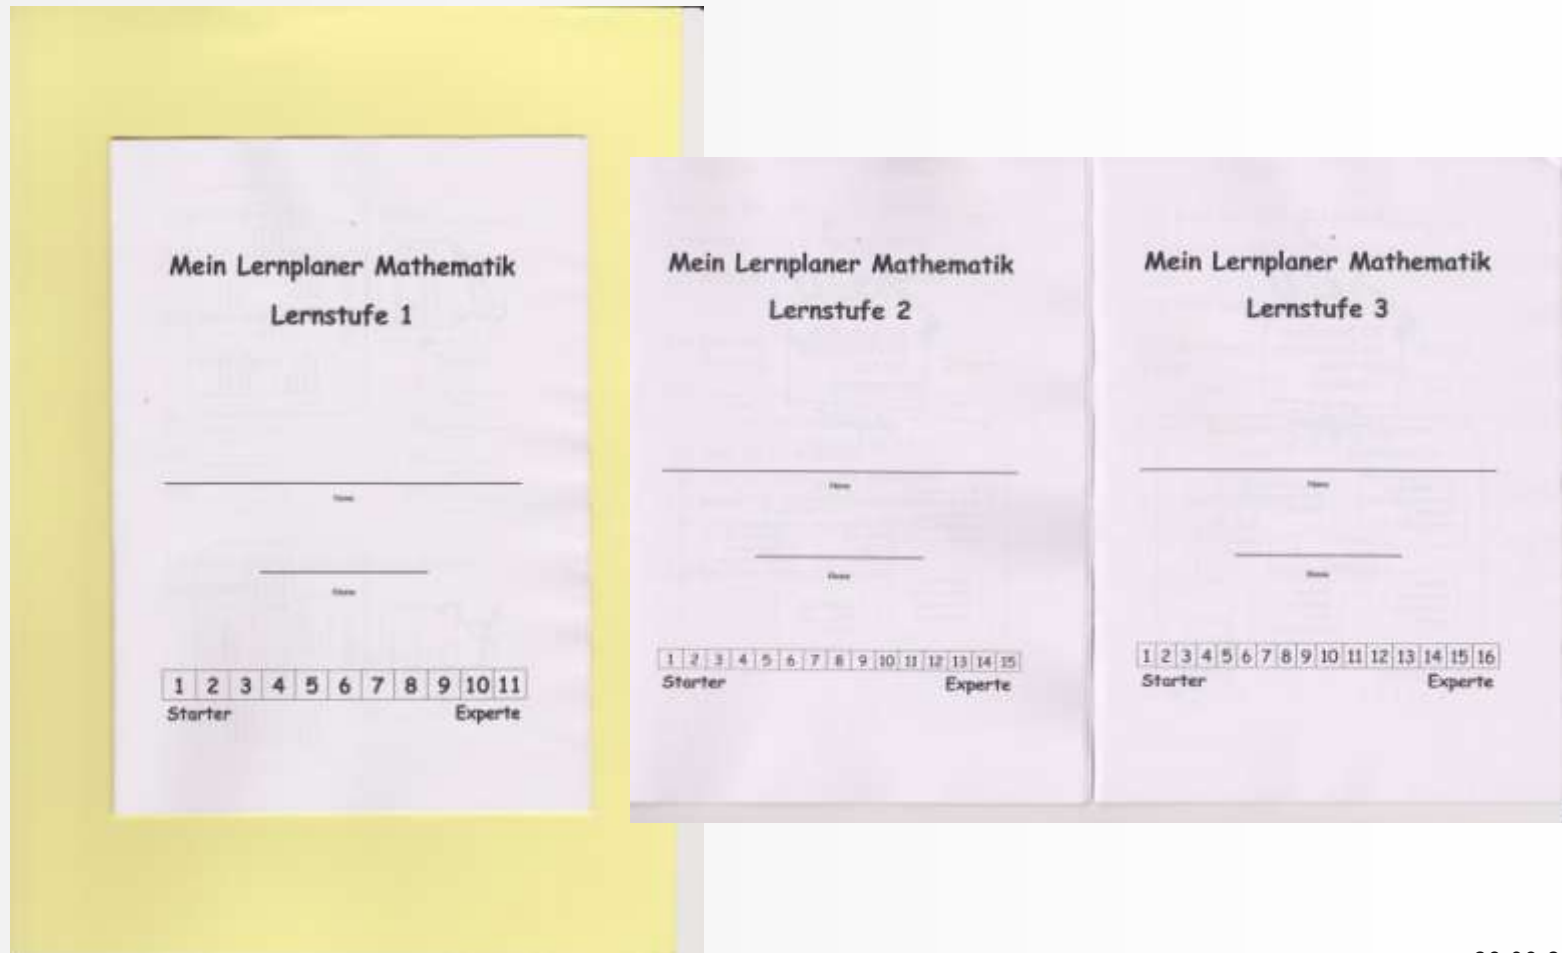 Mein Lernplaner Mathematik
Lernstufe 1
Name
1 2 3 4 5 6 7 8 9 10 11
Starter Experte
Mein Lernplaner Mathematik
Lernstufe 2
Name
1 2 3 4 5 6 7 8 9 10 11 12 13 14 15
Starter Experte
Mein Lernplaner Mathematik
Lernstufe 3
Name
1 2 3 4 5 6 7 8 9 10 11 12 13 14 15 16
Starter Experte